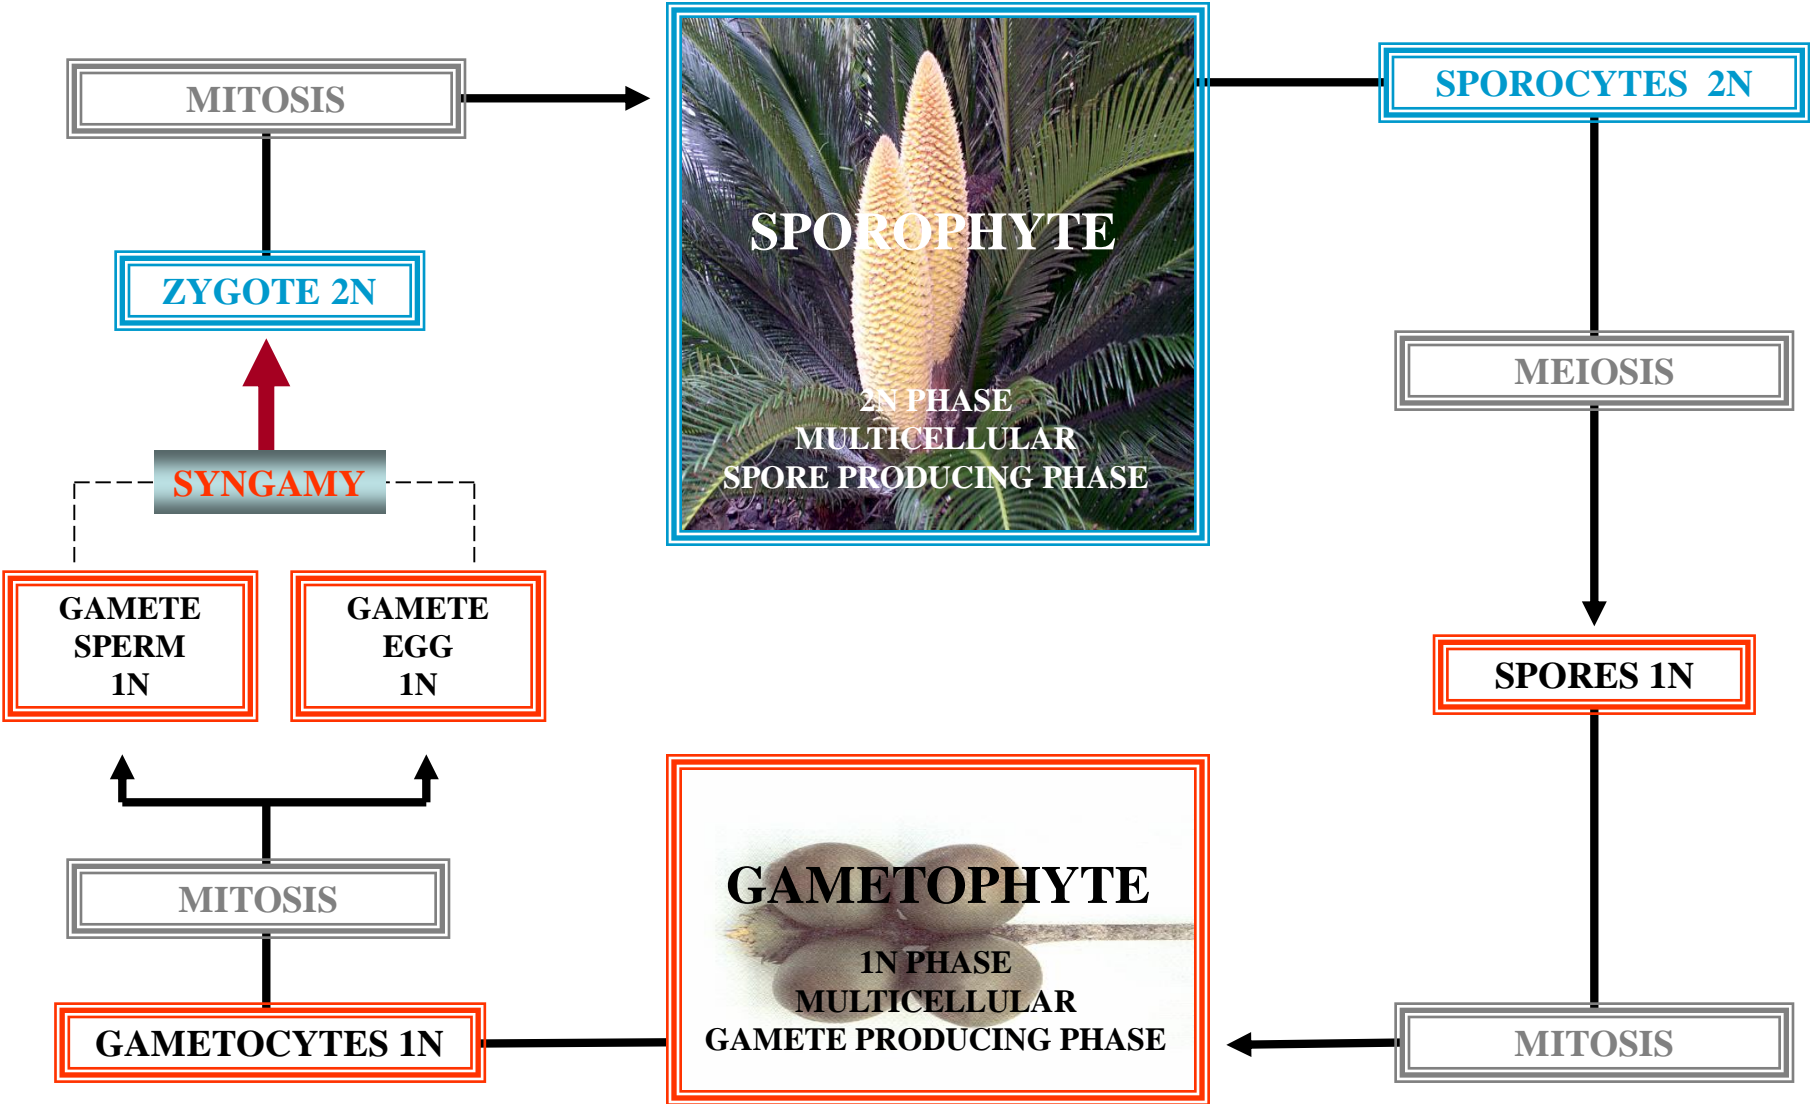 MITOSIS
SPOROCYTES 2N
SPOROPHYTE
2N PHASE
MULTICELLULAR
SPORE PRODUCING PHASE
ZYGOTE 2N
MEIOSIS
SYNGAMY
GAMETE
SPERM
1N
GAMETE
EGG
1N
SPORES 1N
MITOSIS
GAMETOPHYTE
1N PHASE
MULTICELLULAR
GAMETE PRODUCING PHASE
GAMETOCYTES 1N
MITOSIS